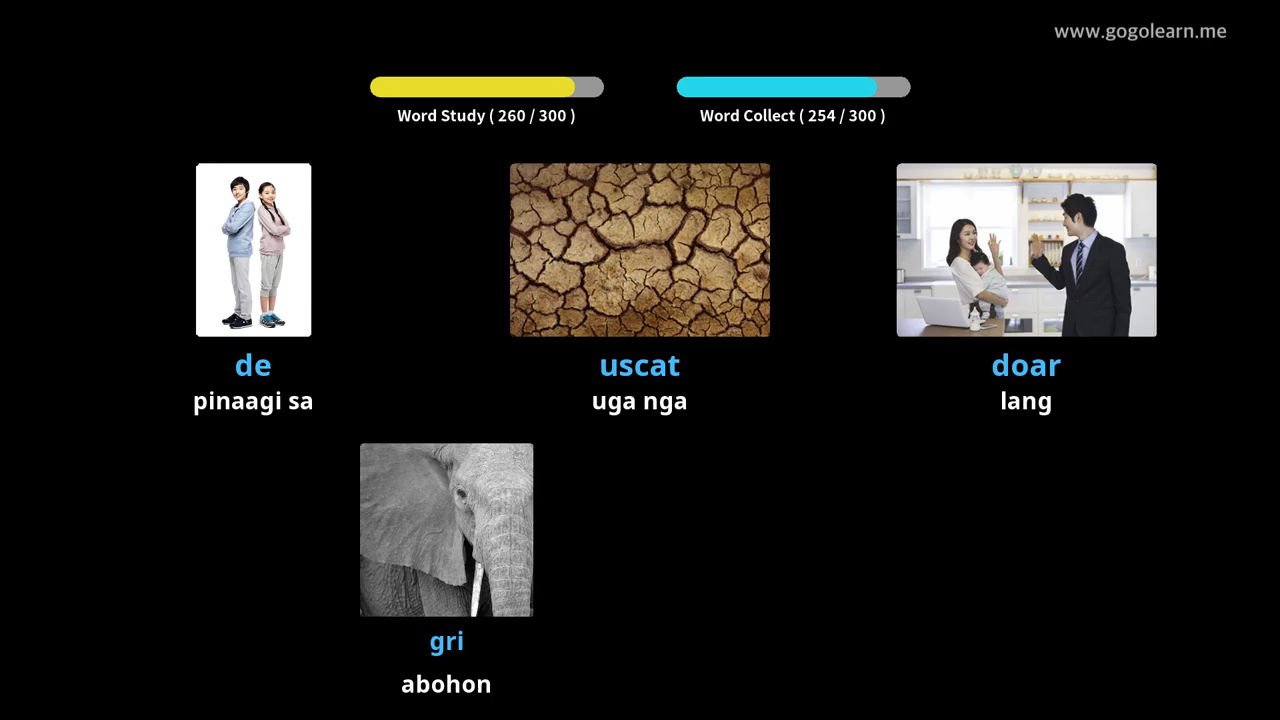 www.gogolearn.me
Word Study ( 260 / 300 )
Word Collect ( 254 / 300 )
de
uscat
doar
pinaagi sa
uga nga
lang
gri
abohon